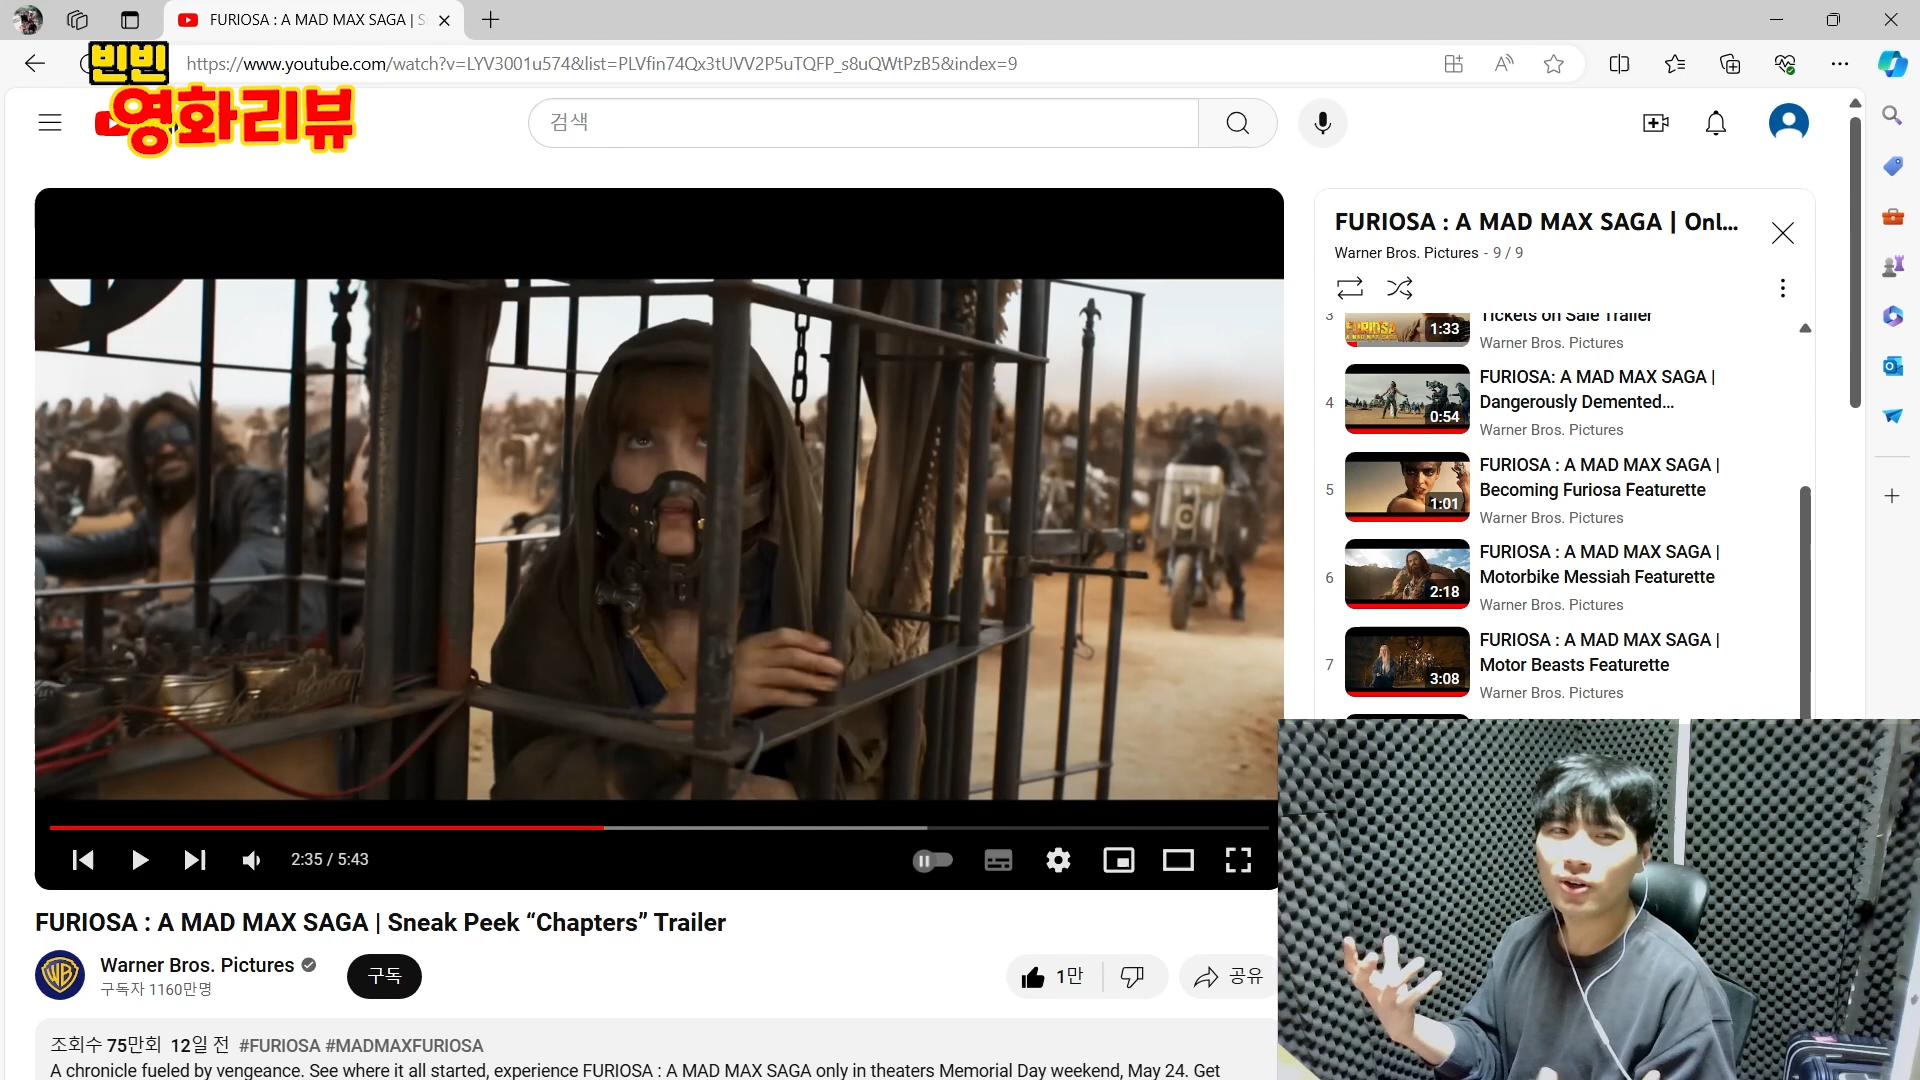 FURIOSA : A MAD MAX SAGA | S
빈빈
영화리뷰
https://www.youtube.com/watch?v=LYV3001u574&list=PLVfin74Qx3tUVV2P5uTQFP_s8uQWtPzB5&index=9
검색
FURIOSA : A MAD MAX SAGA | Onl...
Warner Bros. Pictures - 9 / 9
3
FURIOSA
1:33
Tickets on Sale Trailer
Warner Bros. Pictures
4
0:54
FURIOSA: A MAD MAX SAGA |
Dangerously Demented...
Warner Bros. Pictures
5
1:01
FURIOSA : A MAD MAX SAGA |
Becoming Furiosa Featurette
Warner Bros. Pictures
6
2:18
FURIOSA : A MAD MAX SAGA |
Motorbike Messiah Featurette
Warner Bros. Pictures
7
3:08
FURIOSA : A MAD MAX SAGA |
Motor Beasts Featurette
Warner Bros. Pictures
2:35 / 5:43
FURIOSA : A MAD MAX SAGA | Sneak Peek “Chapters” Trailer
Warner Bros. Pictures
구독자 1160만명
구독
1만
공유
조회수 75만회 12일 전 #FURIOSA #MADMAXFURIOSA
A chronicle fueled by vengeance. See where it all started, experience FURIOSA : A MAD MAX SAGA only in theaters Memorial Day weekend, May 24. Get